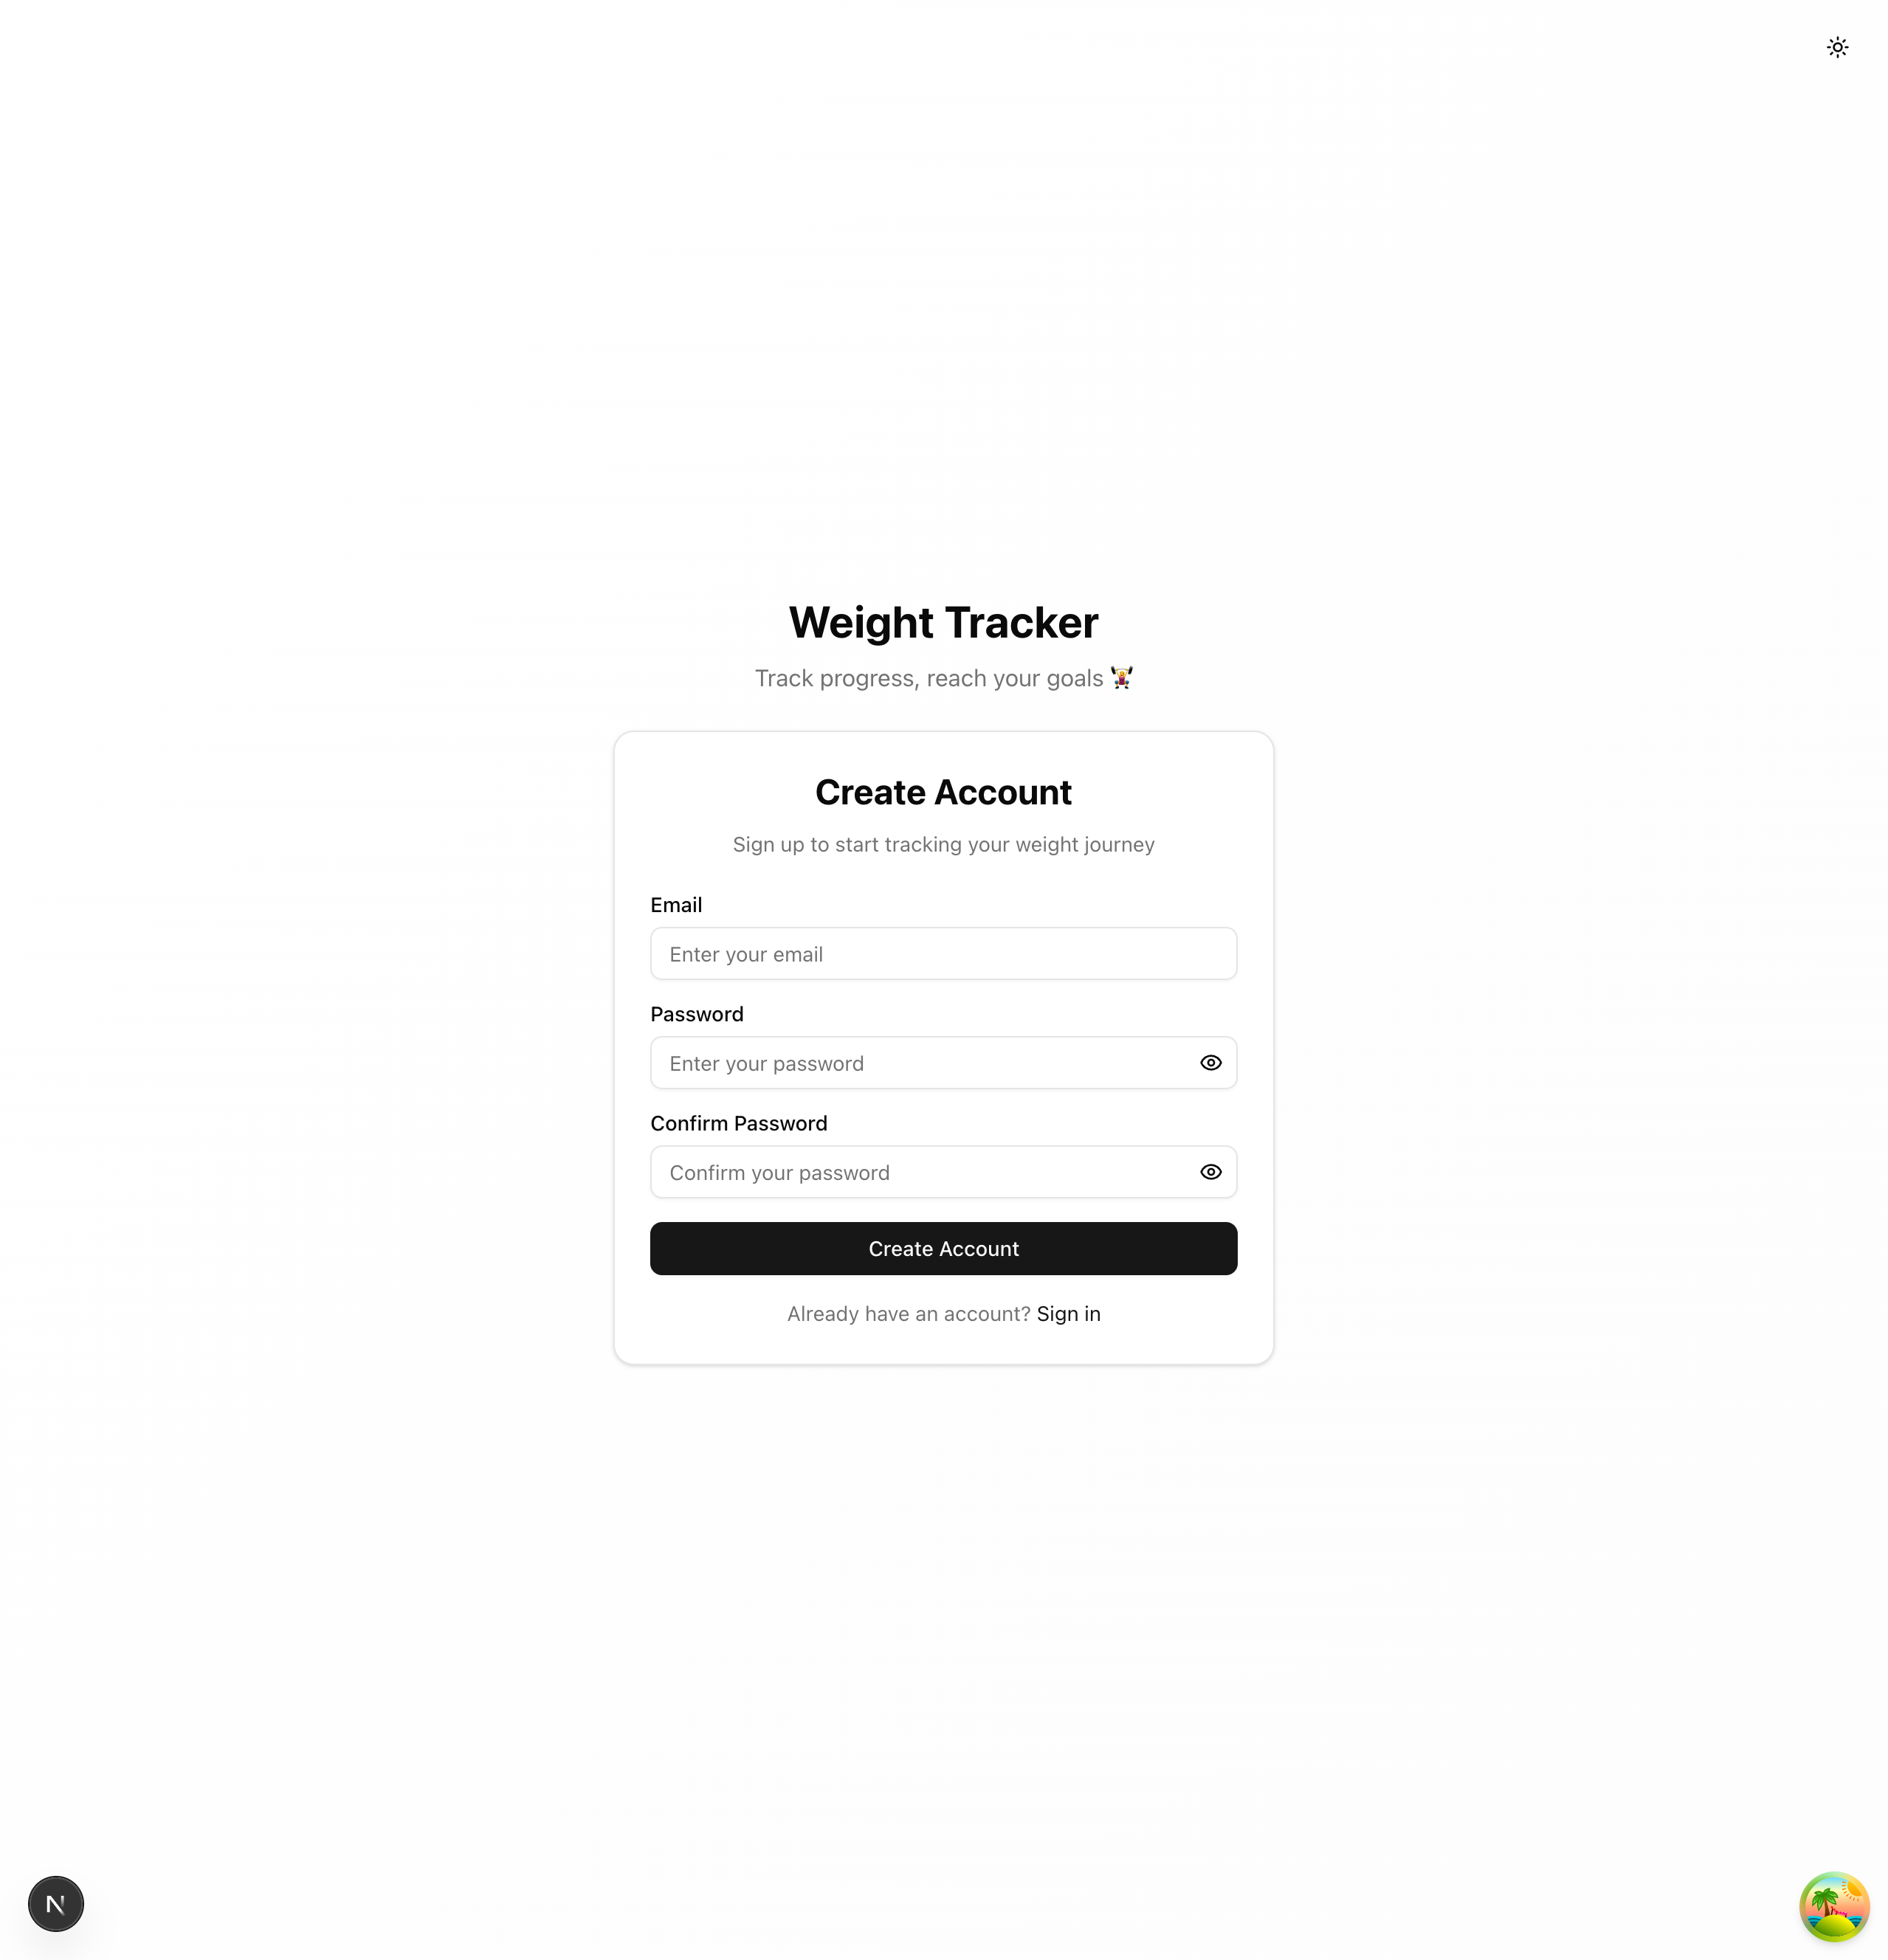 Weight Tracker
Track progress, reach your goals 🏋️‍♀️
Create Account
Sign up to start tracking your weight journey
Email
Enter your email
Password
Enter your password
Confirm Password
Confirm your password
Create Account
Already have an account? Sign in
N